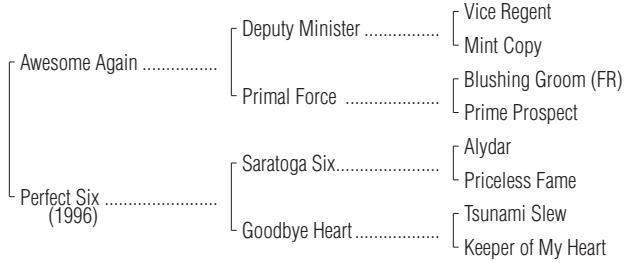 Vice Regent
Deputy Minister ..................
Mint Copy
Awesome Again ................
Blushing Groom (FR)
Primal Force ......................
Prime Prospect
Alydar
Saratoga Six.........................
Priceless Fame
Perfect Six ........................
(1996)
Tsunami Slew
Goodbye Heart....................
Keeper of My Heart